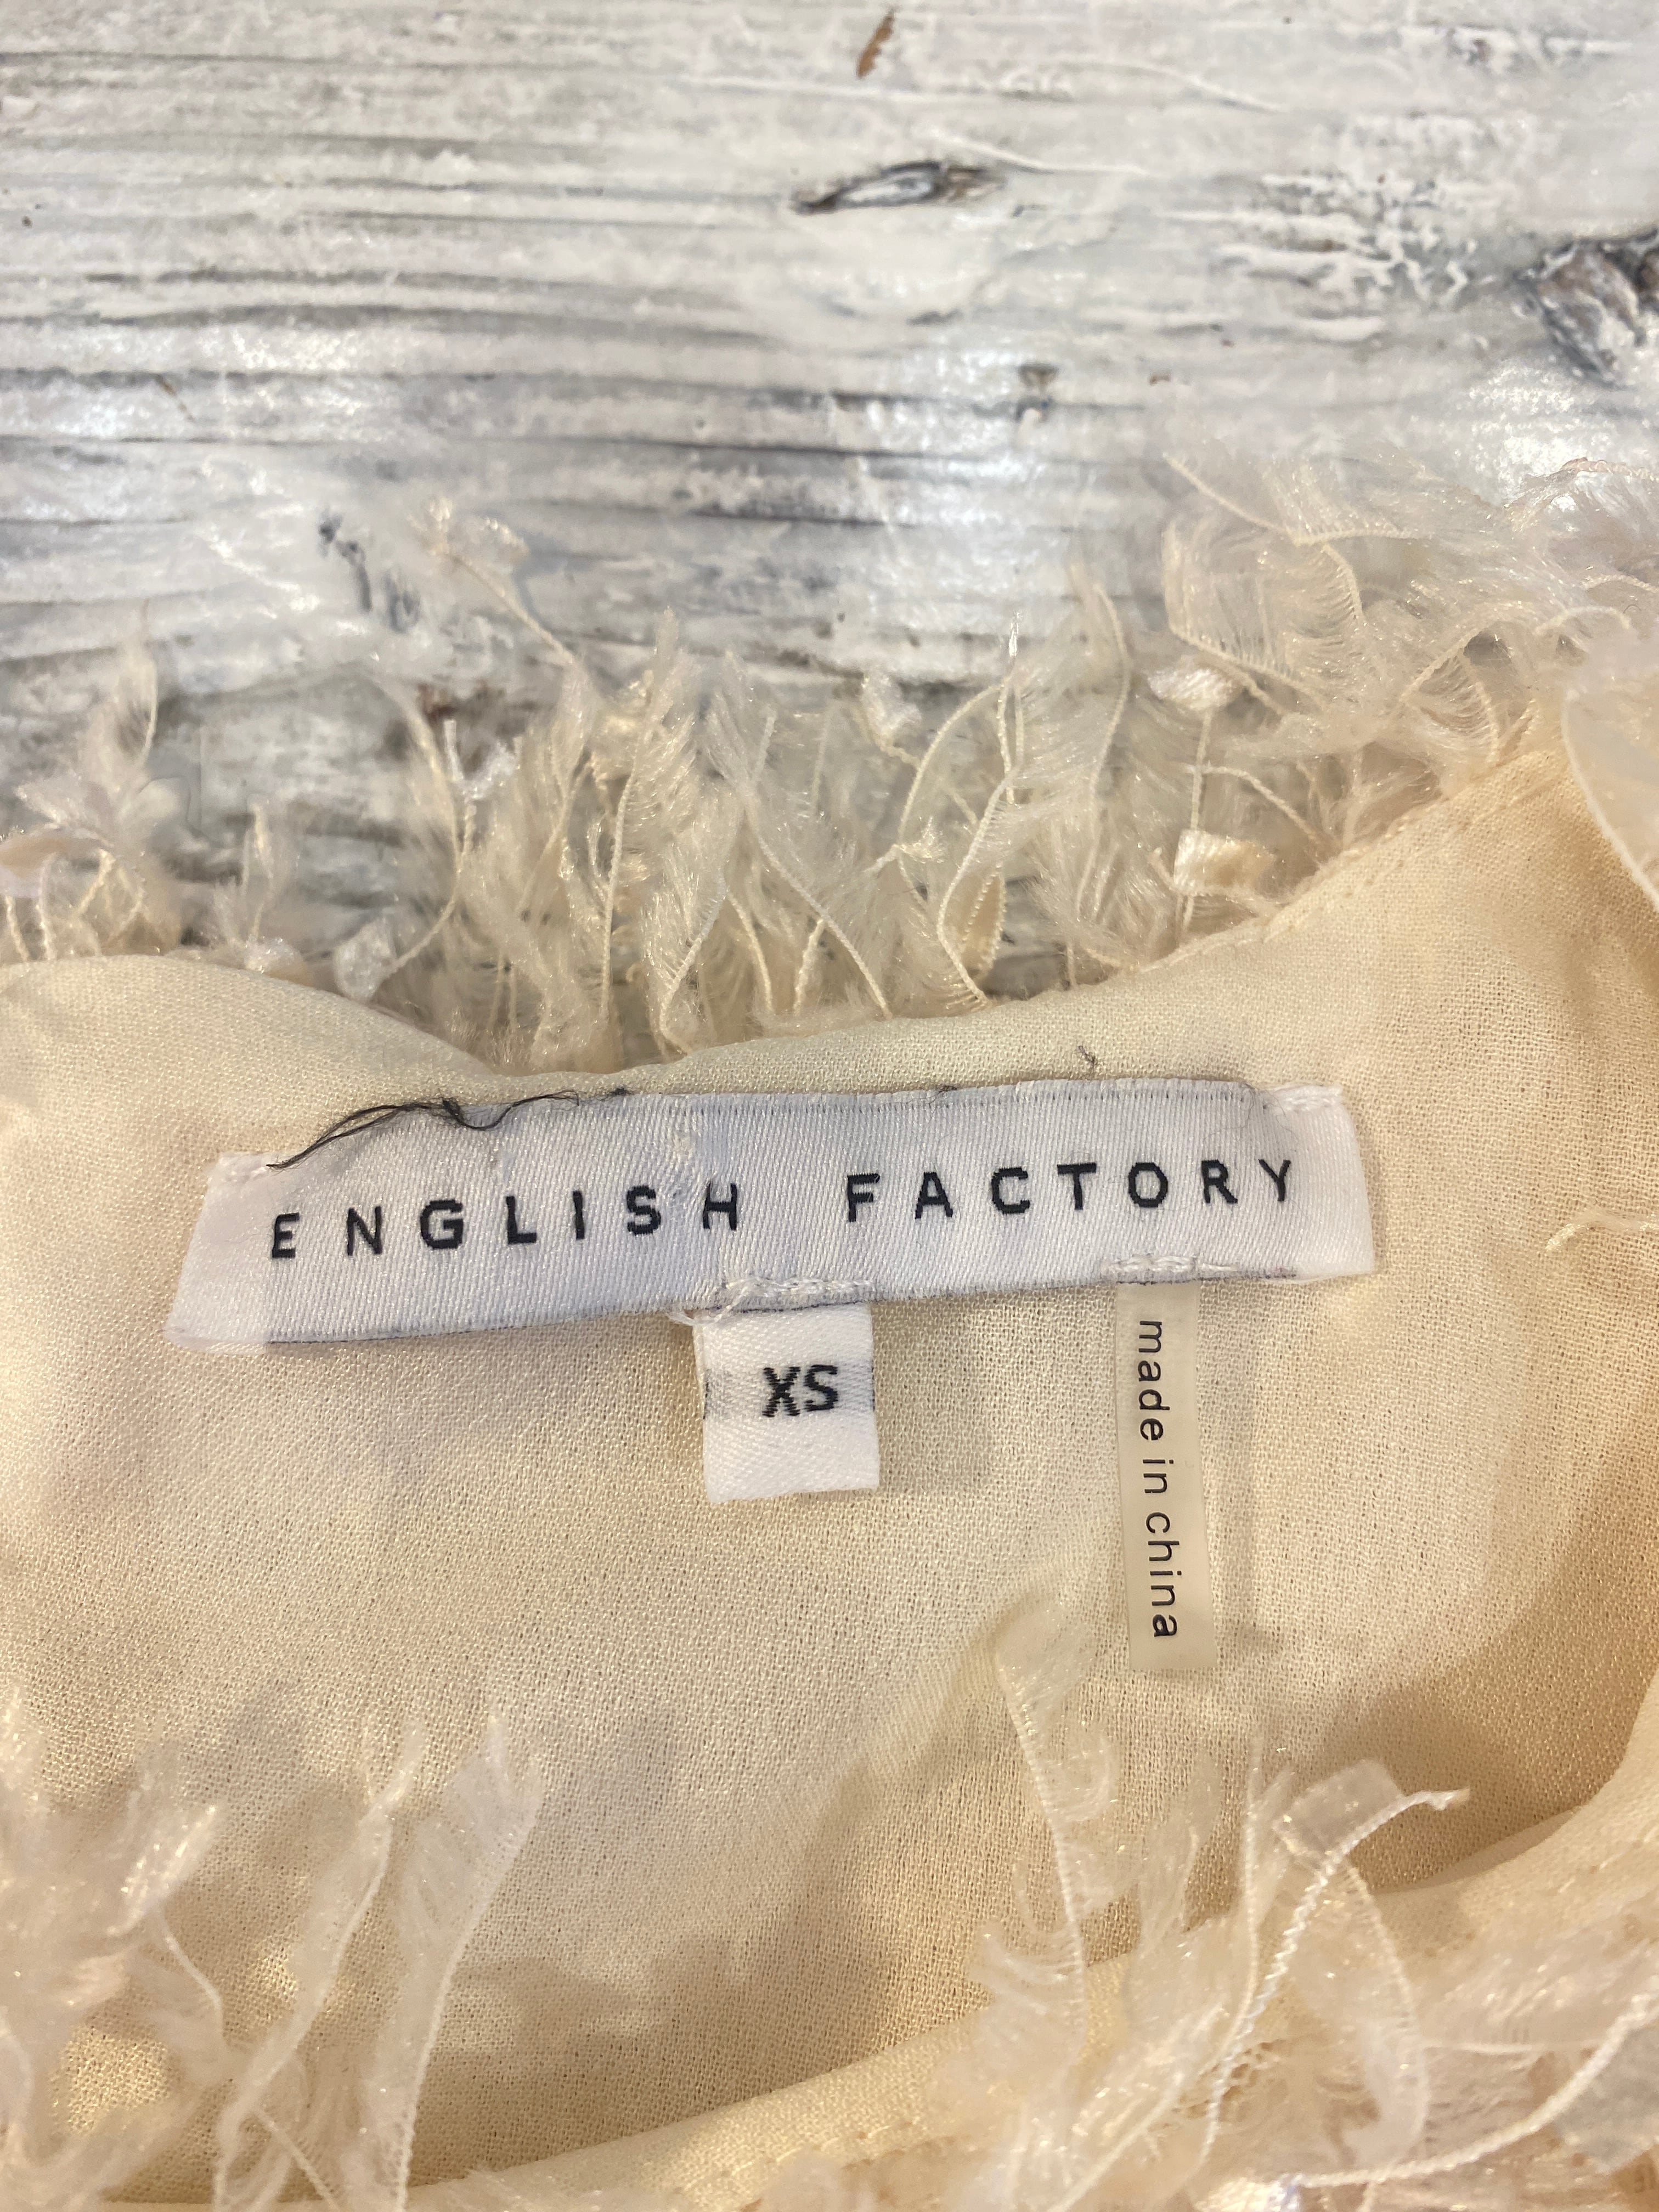 ENGLISH FACTORY
XS
made in china